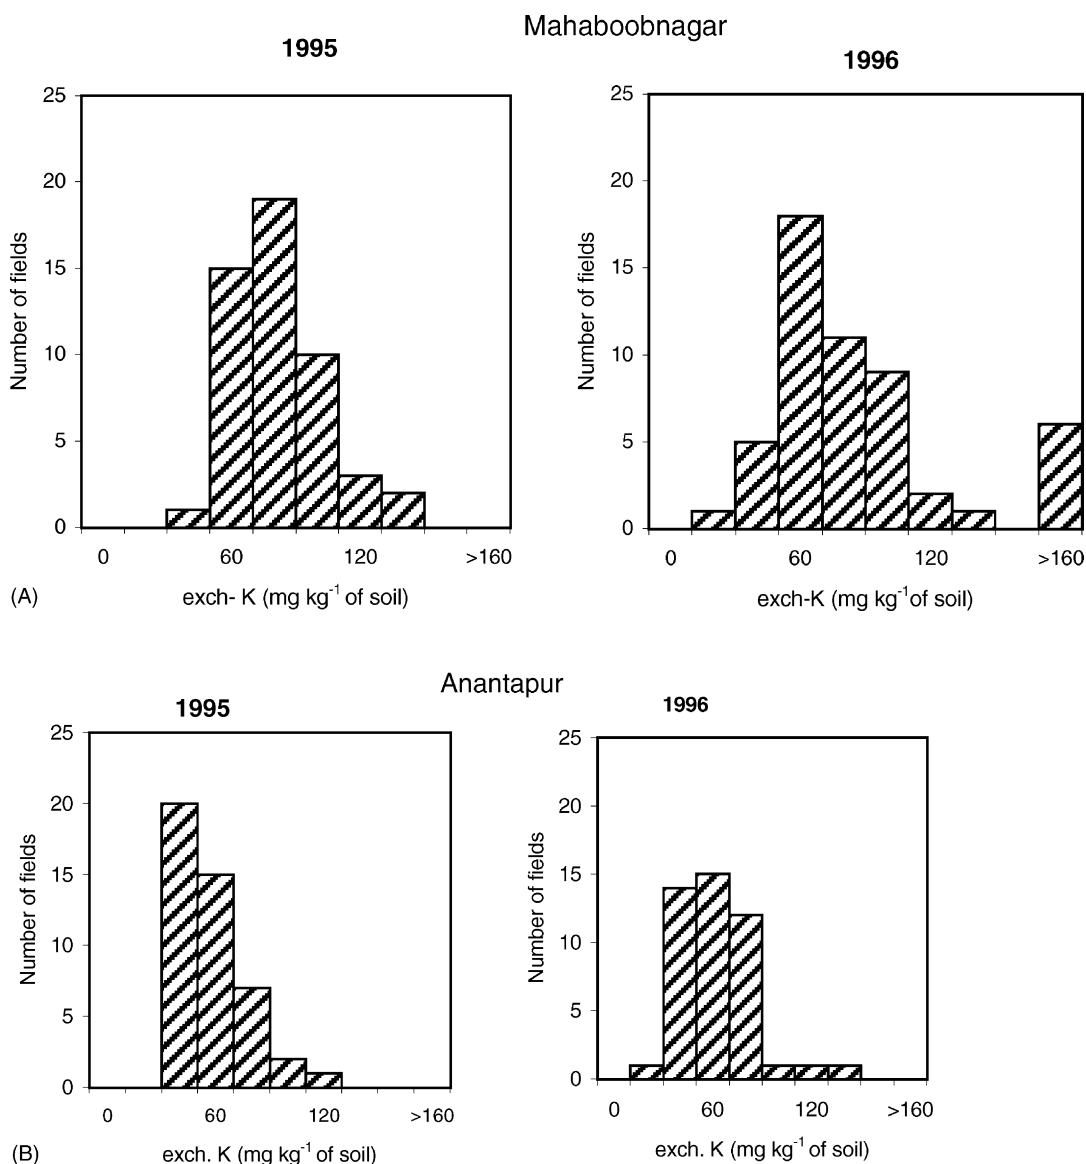 Mahaboobnagar
1995
1996
25
20
15
10
5
0
Number of fields
0 60 120 >160
exch- K (mg kg⁻¹ of soil)
(A)
25
20
15
10
5
0
Number of fields
0 60 120 >160
exch-K (mg kg⁻¹of soil)
Anantapur
1995
1996
25
20
15
10
5
0
Number of fields
0 60 120 >160
exch. K (mg kg⁻¹ of soil)
(B)
25
20
15
10
5
0
Number of fields
0 60 120 >160
exch. K (mg kg⁻¹ of soil)